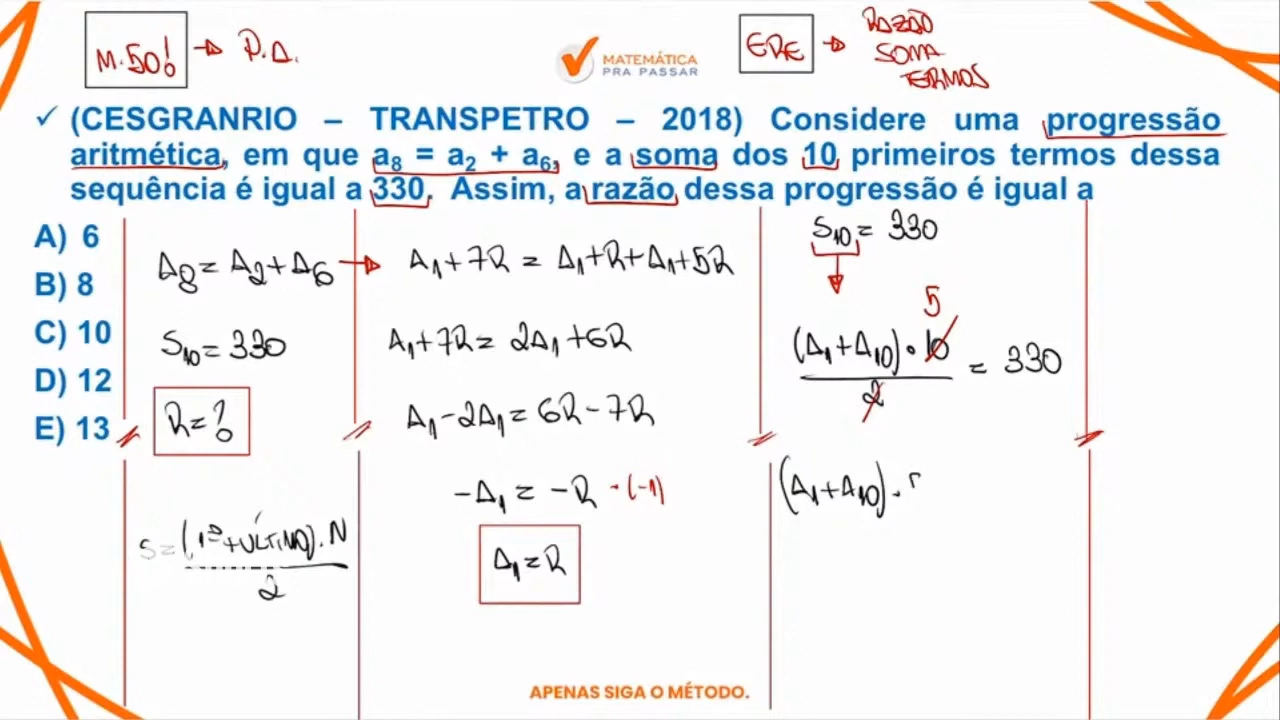 M.50! → P.A.
MATEMÁTICA
PRA PASSAR
ERE → RAZÃO
SOMA
TERMOS
✓ (CESGRANRIO – TRANSPETRO – 2018) Considere uma progressão
aritmética, em que a₈ = a₂ + a₆, e a soma dos 10 primeiros termos dessa
sequência é igual a 330. Assim, a razão dessa progressão é igual a
A) 6
B) 8
C) 10
D) 12
E) 13
A₈ = A₂ + A₆ →
S₁₀ = 330
R = ?
S = (1º + ÚLTIMO) . N
2
A₁ + 7R = A₁ + R + A₁ + 5R
A₁ + 7R = 2A₁ + 6R
A₁ - 2A₁ = 6R - 7R
-A₁ = -R · (-1)
A₁ = R
S₁₀ = 330
5
(A₁ + A₁₀) · 10 = 330
2
(A₁ + A₁₀) .
APENAS SIGA O MÉTODO.